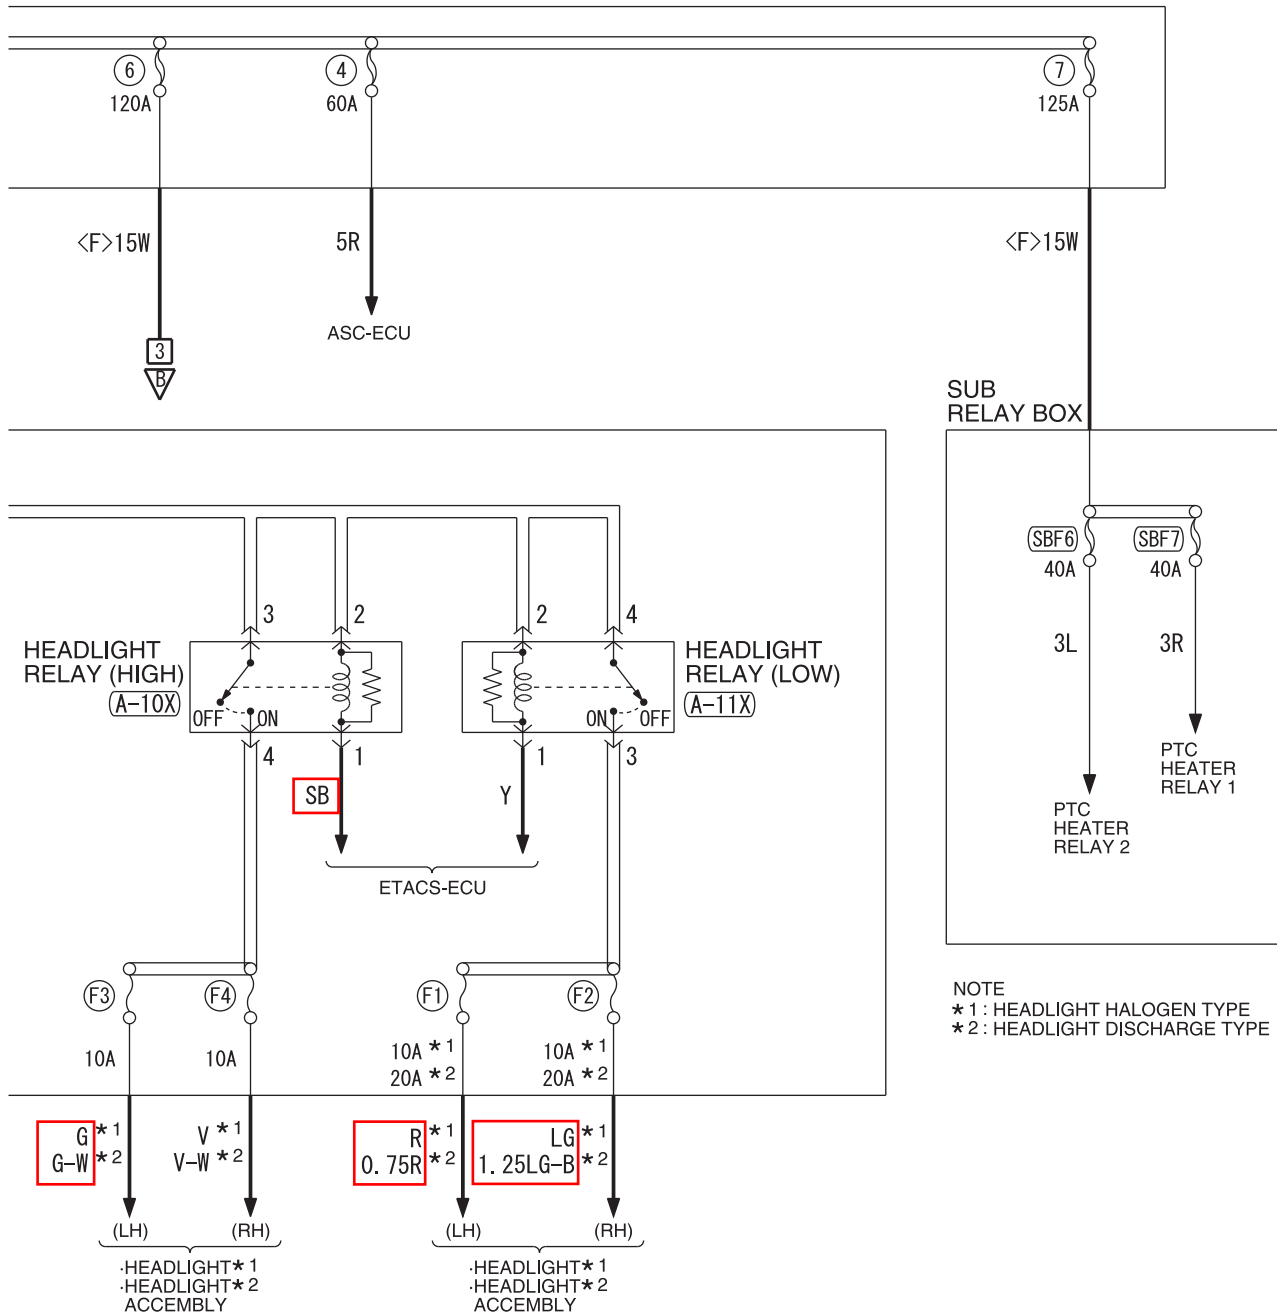 6
120A
4
60A
7
125A
<F>15W
5R
<F>15W
ASC-ECU
3
B
SUB
RELAY BOX
SBF6
40A
SBF7
40A
3L
3R
PTC
HEATER
RELAY 1
PTC
HEATER
RELAY 2
3
2
2
4
HEADLIGHT
RELAY (HIGH)
A-10X
OFF
ON
HEADLIGHT
RELAY (LOW)
A-11X
ON
OFF
4
1
1
3
SB
Y
ETACS-ECU
F3
F4
F1
F2
10A
10A
10A *1
20A *2
10A *1
20A *2
NOTE
*1 : HEADLIGHT HALOGEN TYPE
*2 : HEADLIGHT DISCHARGE TYPE
G *1
G-W *2
V *1
V-W *2
R *1
0.75R *2
LG *1
1.25LG-B *2
(LH)
(RH)
(LH)
(RH)
·HEADLIGHT*1
·HEADLIGHT*2
ACCEMBLY
·HEADLIGHT*1
·HEADLIGHT*2
ACCEMBLY